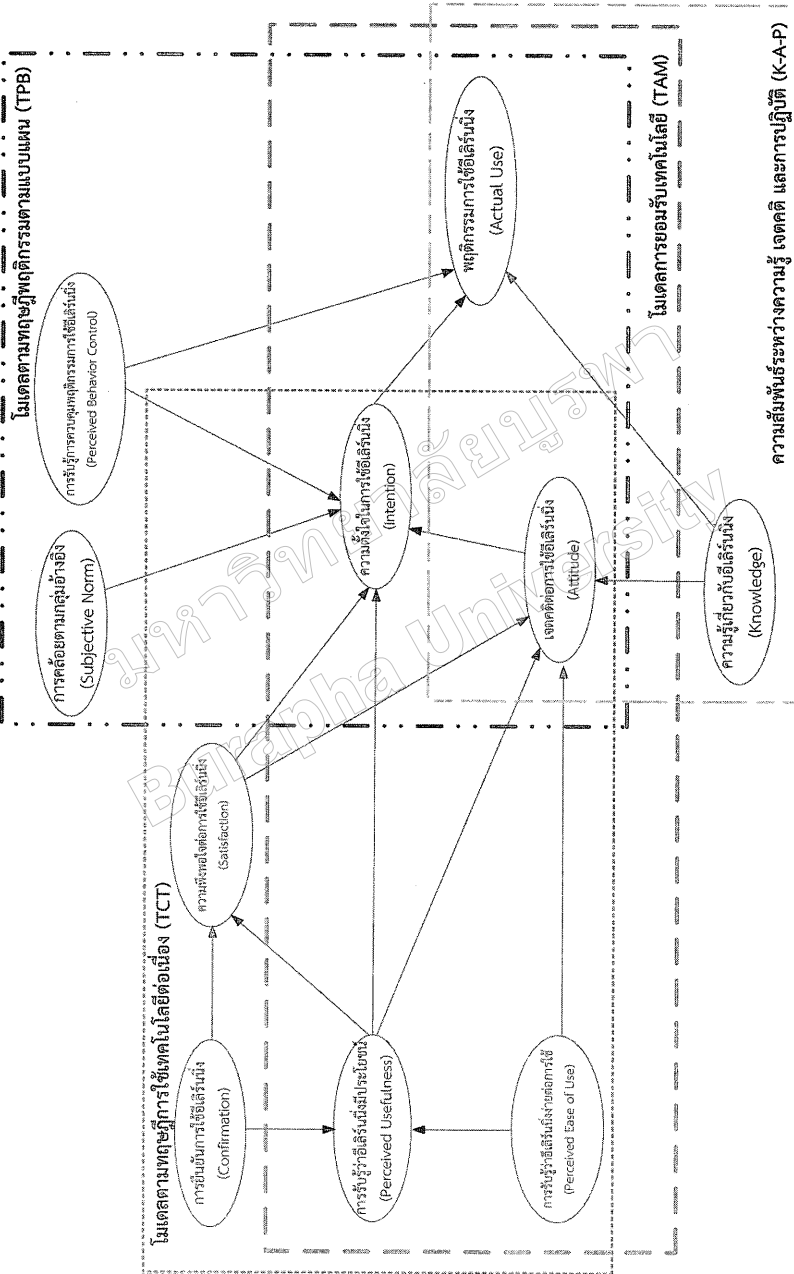 โมเดลตามทฤษฎีพฤติกรรมตามแบบแผน (TPB)
การคล้อยตามกลุ่มอ้างอิง
(Subjective Norm)
การรับรู้การควบคุมพฤติกรรมการใช้อีเลิร์นนิ่ง
(Perceived Behavior Control)
โมเดลตามทฤษฎีการใช้เทคโนโลยีต่อเนื่อง (TCT)
การยืนยันการใช้อีเลิร์นนิ่ง
(Confirmation)
ความพึงพอใจต่อการใช้อีเลิร์นนิ่ง
(Satisfaction)
การรับรู้ว่าอีเลิร์นนิ่งมีประโยชน์
(Perceived Usefulness)
ความตั้งใจในการใช้อีเลิร์นนิ่ง
(Intention)
พฤติกรรมการใช้อีเลิร์นนิ่ง
(Actual Use)
การรับรู้ว่าอีเลิร์นนิ่งง่ายต่อการใช้
(Perceived Ease of Use)
เจตคติต่อการใช้อีเลิร์นนิ่ง
(Attitude)
โมเดลการยอมรับเทคโนโลยี (TAM)
ความรู้เกี่ยวกับอีเลิร์นนิ่ง
(Knowledge)
ความสัมพันธ์ระหว่างความรู้ เจตคติ และการปฏิบัติ (K-A-P)
มหาวิทยาลัยบูรพา
Burapha University